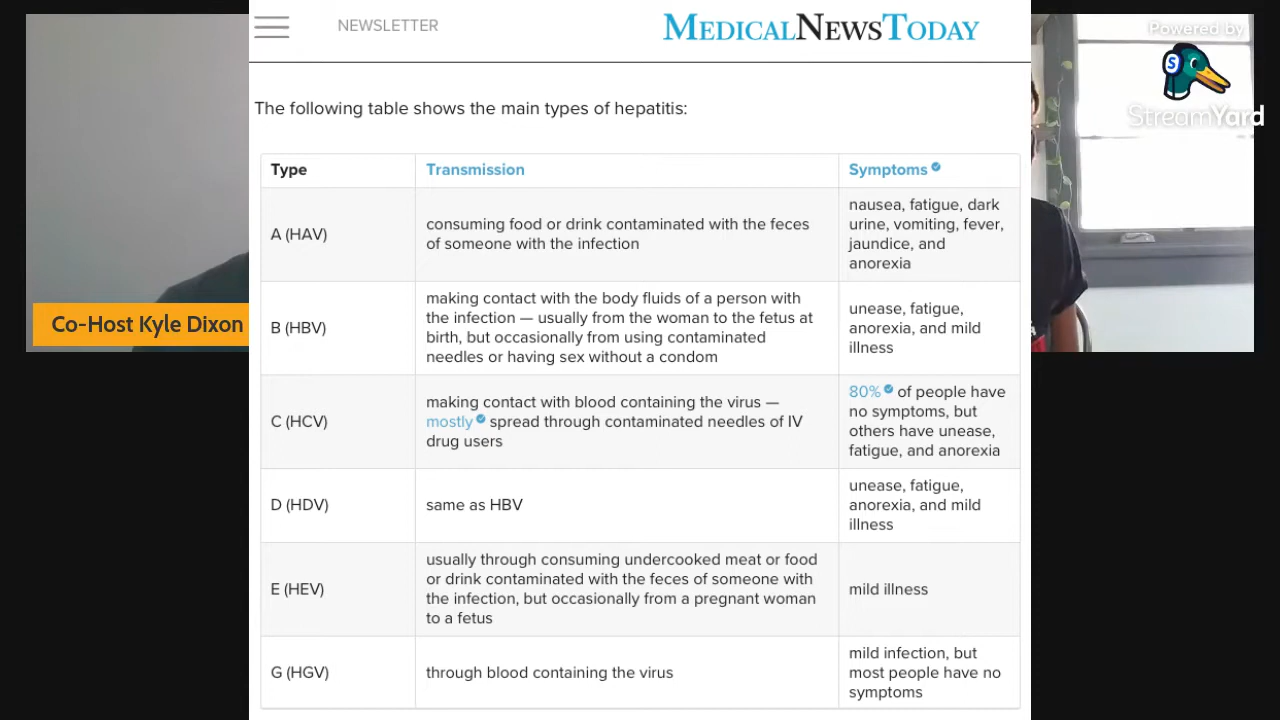 NEWSLETTER
MEDICALNEWSTODAY
Powered by
S
StreamYard
The following table shows the main types of hepatitis:
Type
Transmission
Symptoms
A (HAV)
consuming food or drink contaminated with the feces
of someone with the infection
nausea, fatigue, dark
urine, vomiting, fever,
jaundice, and
anorexia
B (HBV)
making contact with the body fluids of a person with
the infection — usually from the woman to the fetus at
birth, but occasionally from using contaminated
needles or having sex without a condom
unease, fatigue,
anorexia, and mild
illness
C (HCV)
making contact with blood containing the virus —
mostly spread through contaminated needles of IV
drug users
80% of people have
no symptoms, but
others have unease,
fatigue, and anorexia
D (HDV)
same as HBV
unease, fatigue,
anorexia, and mild
illness
E (HEV)
usually through consuming undercooked meat or food
or drink contaminated with the feces of someone with
the infection, but occasionally from a pregnant woman
to a fetus
mild illness
G (HGV)
through blood containing the virus
mild infection, but
most people have no
symptoms
Co-Host Kyle Dixon